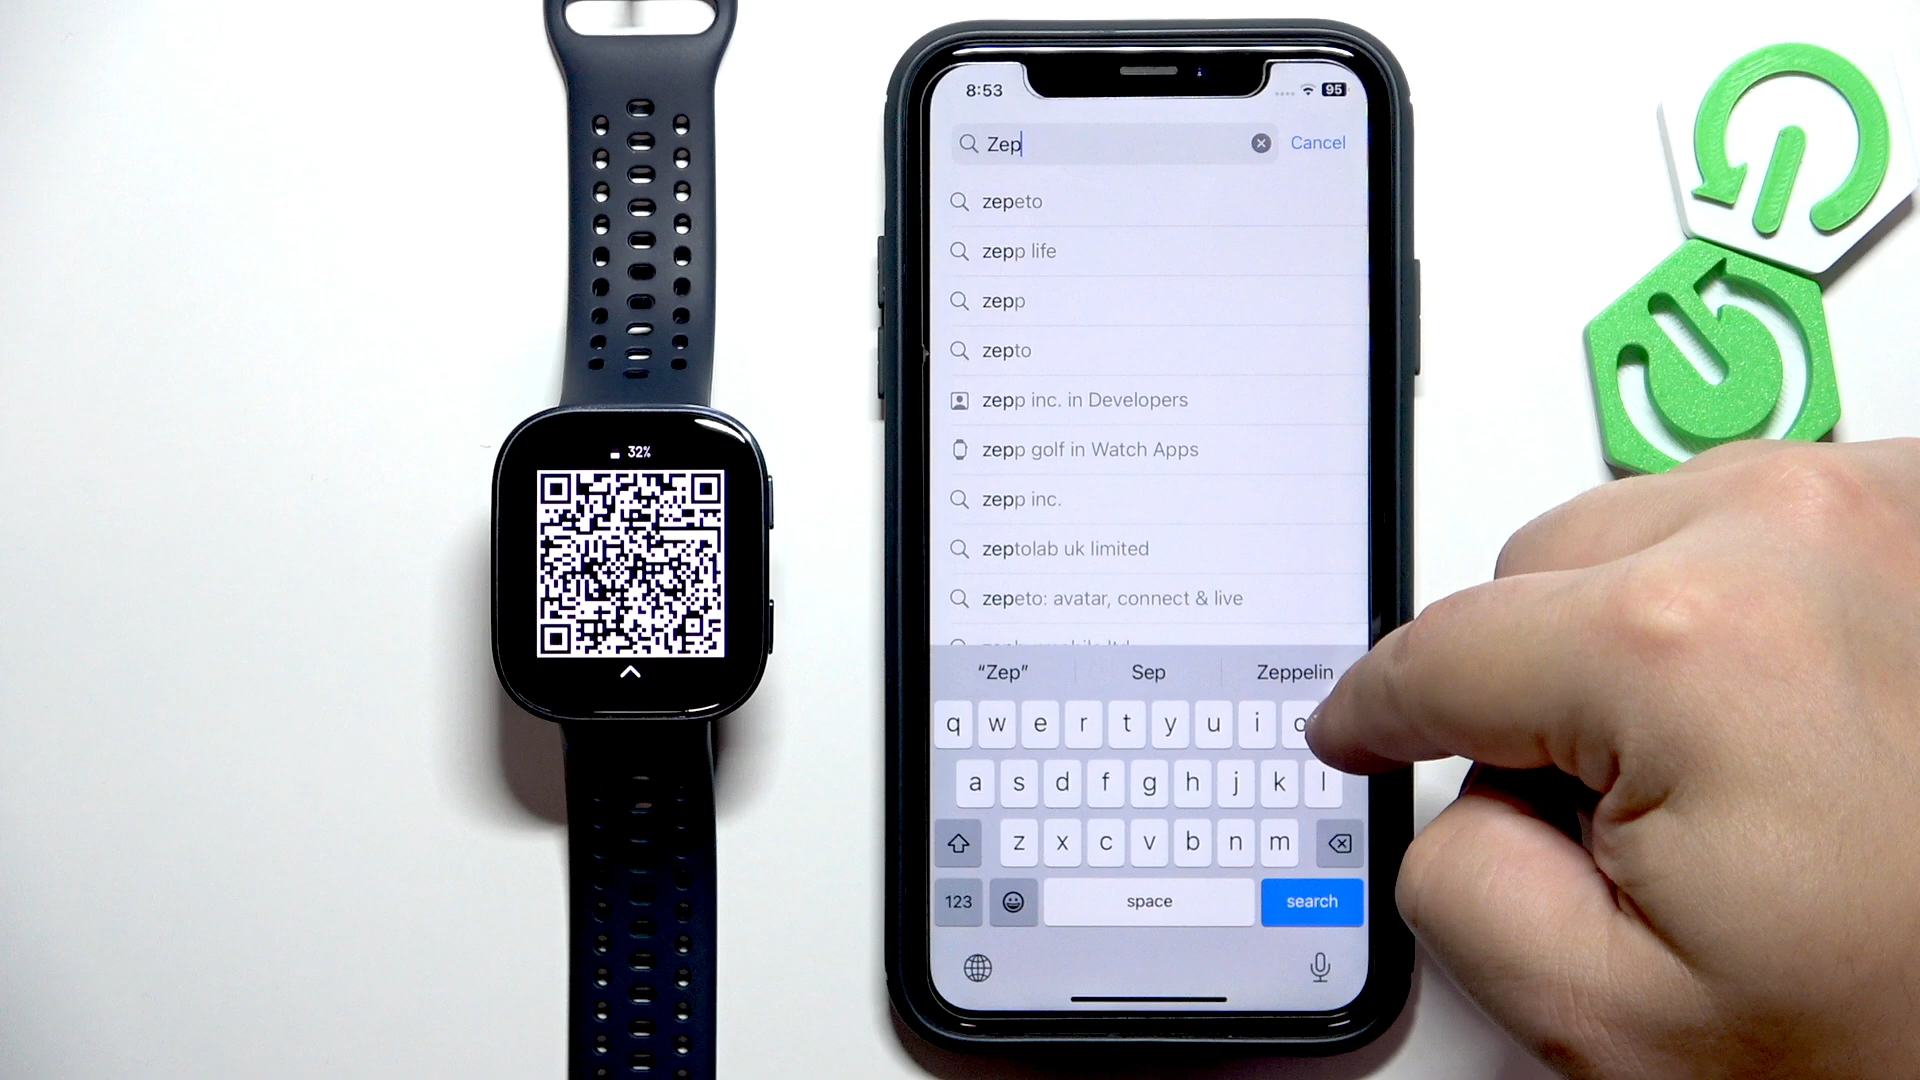 32%
8:53
95
Zep
Cancel
zepeto
zepp life
zepp
zepto
zepp inc. in Developers
zepp golf in Watch Apps
zepp inc.
zeptolab uk limited
zepeto: avatar, connect & live
“Zep” Sep Zeppelin
q w e r t y u i o
a s d f g h j k l
z x c v b n m
123 space search